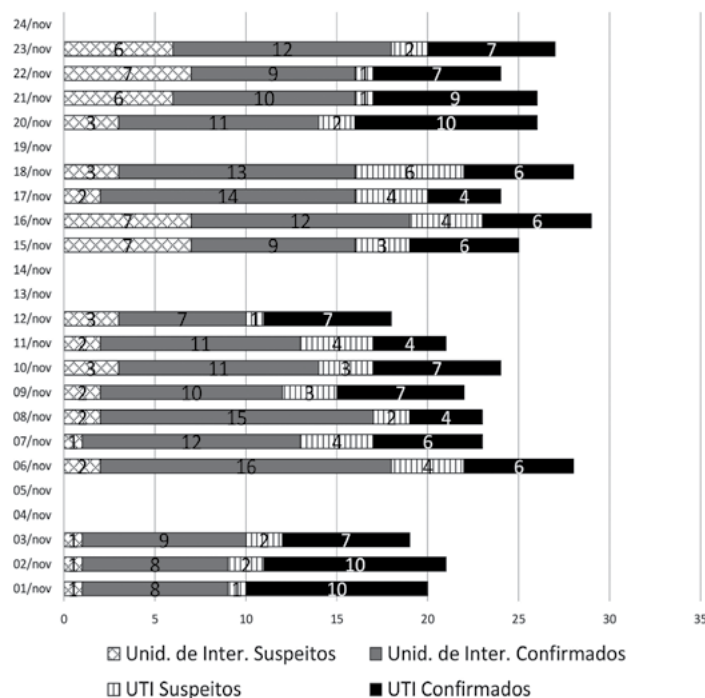 24/nov
23/nov 6 12 2 7
22/nov 7 9 1 7
21/nov 6 10 1 9
20/nov 3 11 2 10
19/nov
18/nov 3 13 6 6
17/nov 2 14 4 4
16/nov 7 12 4 6
15/nov 7 9 3 6
14/nov
13/nov
12/nov 3 7 1 7
11/nov 2 11 4 4
10/nov 3 11 3 7
09/nov 2 10 3 7
08/nov 2 15 2 4
07/nov 1 12 4 6
06/nov 2 16 4 6
05/nov
04/nov
03/nov 1 9 2 7
02/nov 1 8 2 10
01/nov 1 8 1 10
0 5 10 15 20 25 30 35
Unid. de Inter. Suspeitos Unid. de Inter. Confirmados
UTI Suspeitos UTI Confirmados